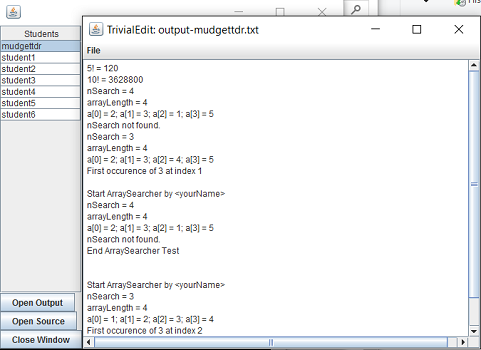 Students
mudgettdr
student1
student2
student3
student4
student5
student6
Open Output
Open Source
Close Window
TrivialEdit: output-mudgettdr.txt
File
5! = 120
10! = 3628800
nSearch = 4
arrayLength = 4
a[0] = 2; a[1] = 3; a[2] = 1; a[3] = 5
nSearch not found.
nSearch = 3
arrayLength = 4
a[0] = 2; a[1] = 3; a[2] = 4; a[3] = 5
First occurence of 3 at index 1
Start ArraySearcher by <yourName>
nSearch = 4
arrayLength = 4
a[0] = 2; a[1] = 3; a[2] = 1; a[3] = 5
nSearch not found.
End ArraySearcher Test
Start ArraySearcher by <yourName>
nSearch = 3
arrayLength = 4
a[0] = 1; a[1] = 2; a[2] = 3; a[3] = 4
First occurence of 3 at index 2